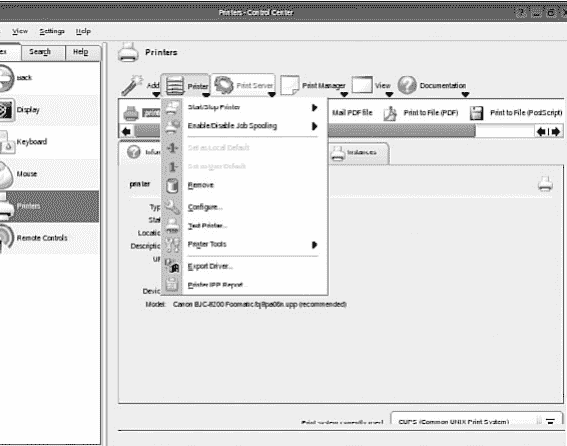 Printers - Control Center
View Settings Help
Search Help
Printers
Back
Display
Keyboard
Mouse
Printers
Remote Controls
Add Printer Print Server Print Manager View Documentation
Mail PDF file Print to File (PDF) Print to File (PostScript)
Start/Stop Printer
Enable/Disable Job Spooling
Set as Local Default
Set as User Default
Remove
Configure...
Test Printer...
Printer Tools
Export Driver...
Printer IPP Report
Instances
printer
Model: Canon BJC-8200 Foomatic/bj8pa06n.upp (recommended)
Print system currently used: CUPS (Common UNIX Print System)